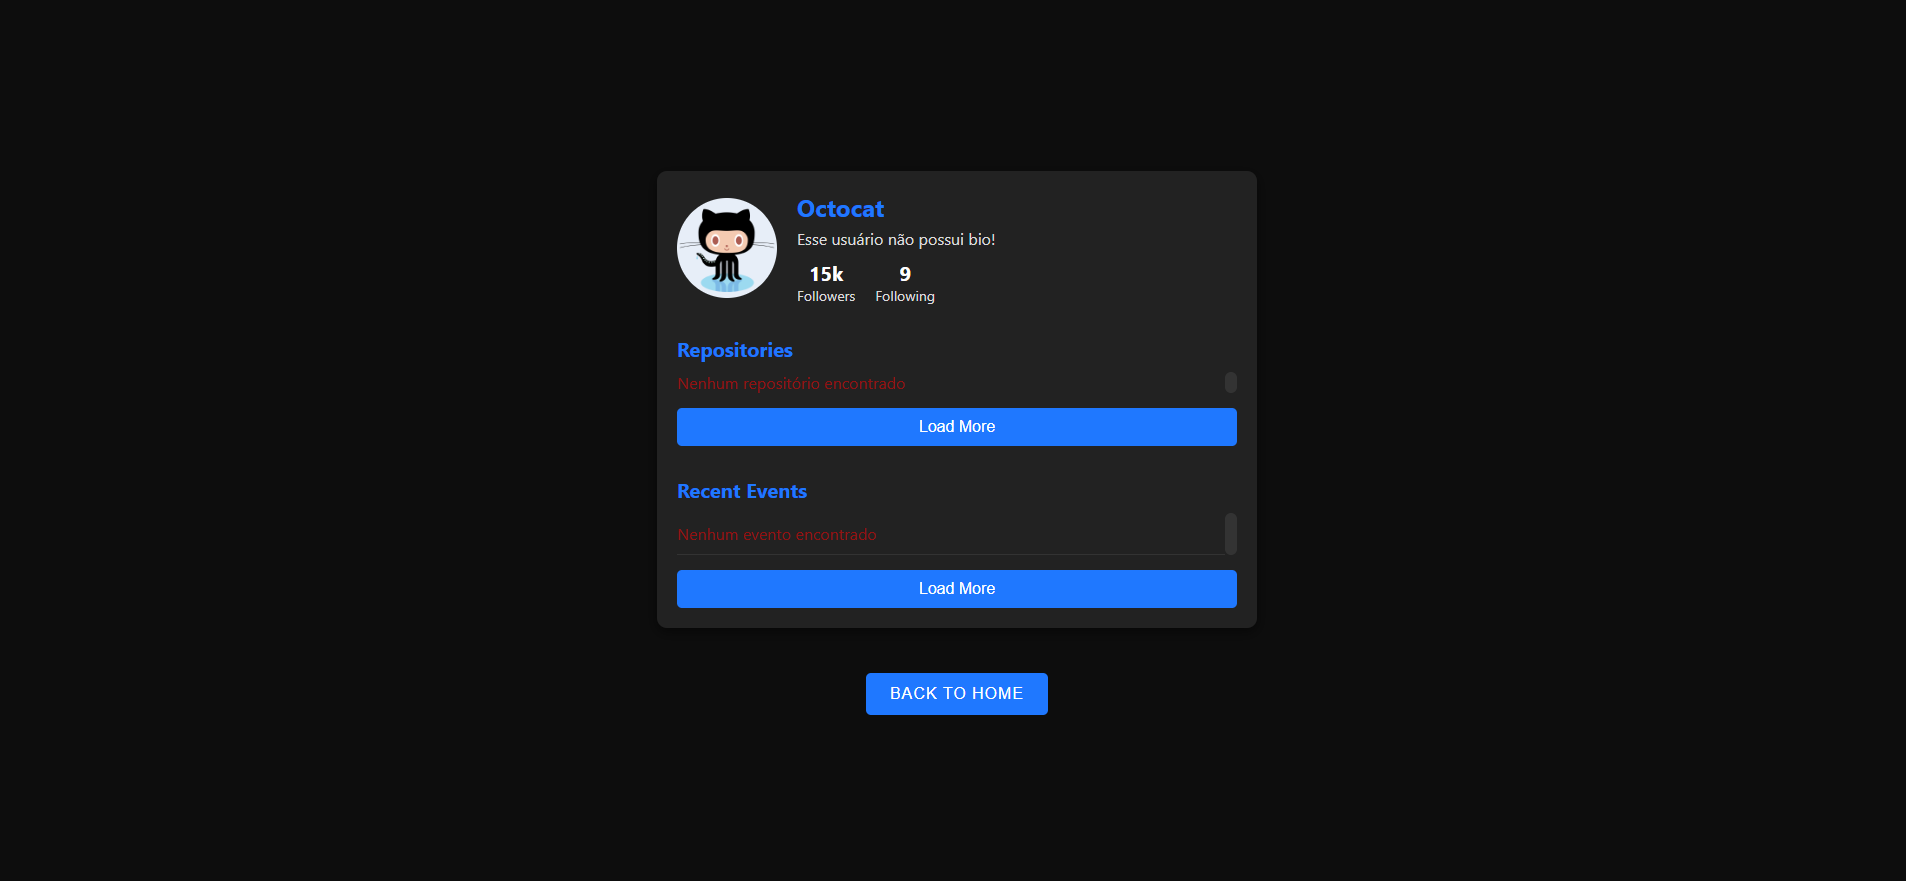 Octocat
Esse usuário não possui bio!
15k 9
Followers Following
Repositories
Nenhum repositório encontrado
Load More
Recent Events
Nenhum evento encontrado
Load More
BACK TO HOME